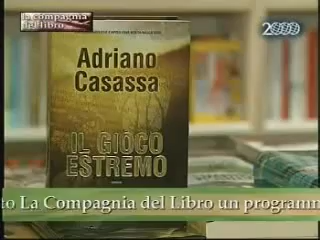 la compagnia
del libro
2000
Adriano
Casassa
IL GIOCO
ESTREMO
to La Compagnia del Libro un programm